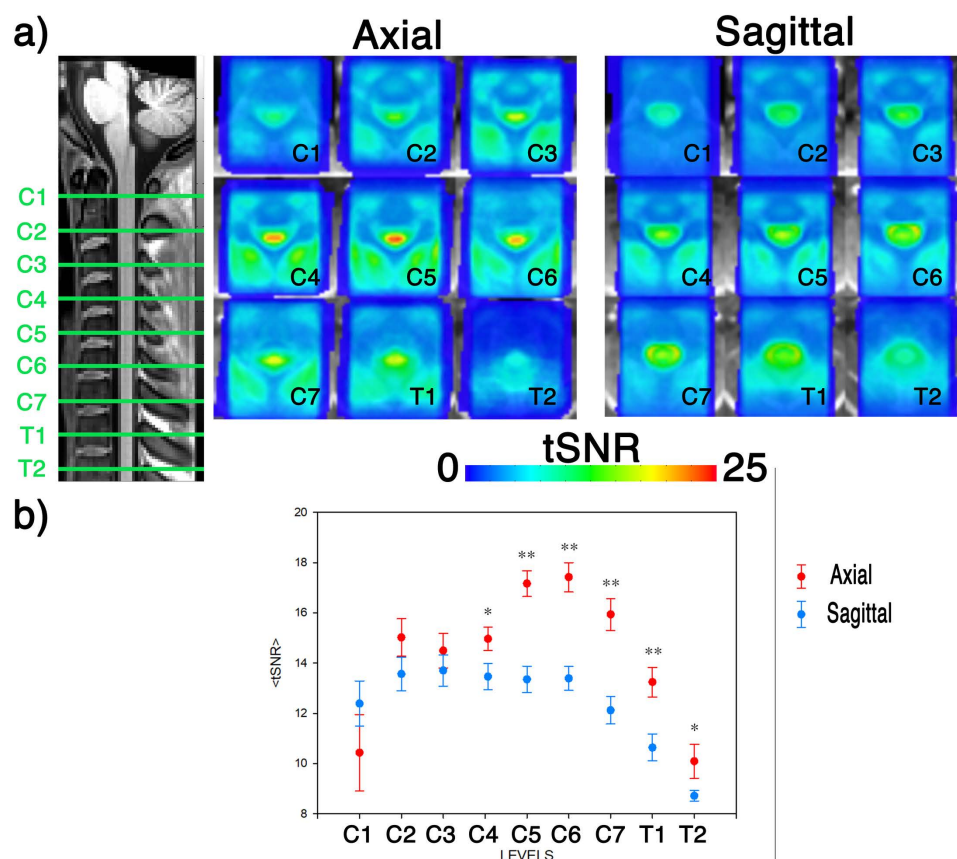 a)
Axial
Sagittal
C1
C2
C3
C4
C5
C6
C7
T1
T2
C1 C2 C3
C4 C5 C6
C7 T1 T2
C1 C2 C3
C4 C5 C6
C7 T1 T2
tSNR
0 25
b)
20
18
16
14
12
10
8
<tSNR>
* ** ** ** ** *
C1 C2 C3 C4 C5 C6 C7 T1 T2
LEVELS
Axial
Sagittal